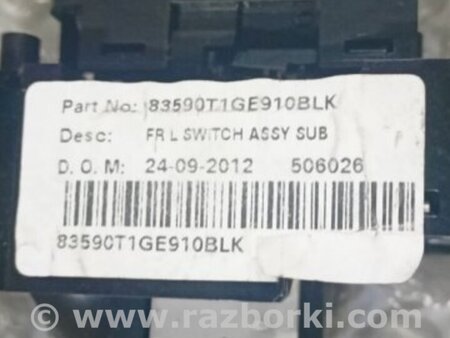 Part No: 83590T1GE910BLK
Desc: FR L SWITCH ASSY SUB
D. O. M: 24-09-2012 506026
83590T1GE910BLK
© www.razborki.com